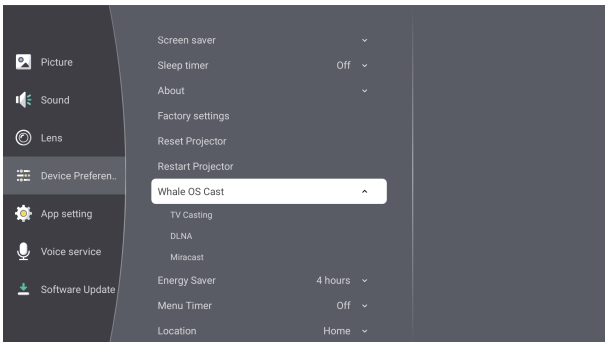 Picture
Sound
Lens
Device Preferen..
App setting
Voice service
Software Update
Screen saver
Sleep timer Off
About
Factory settings
Reset Projector
Restart Projector
Whale OS Cast
TV Casting
DLNA
Miracast
Energy Saver 4 hours
Menu Timer Off
Location Home